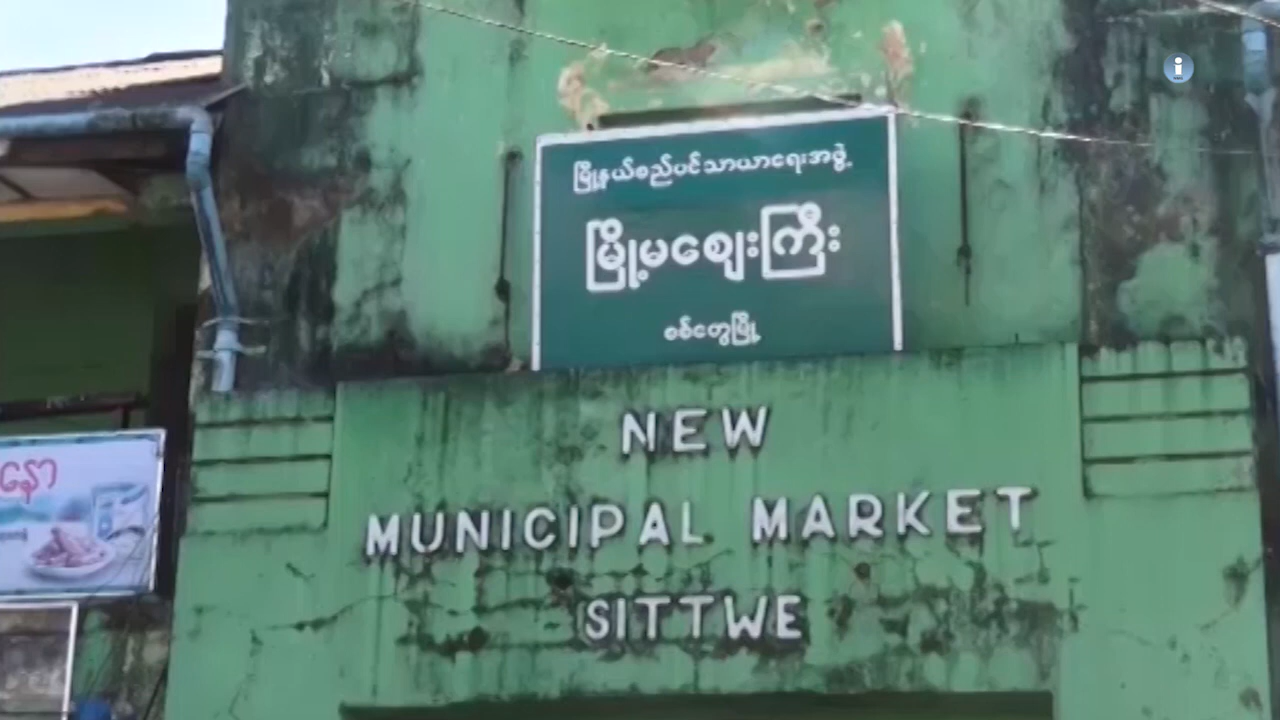 မြို့နယ်စည်ပင်သာယာရေးအဖွဲ့
မြို့မဈေးကြီး
စစ်တွေမြို့
NEW
MUNICIPAL MARKET
SITTWE
နော